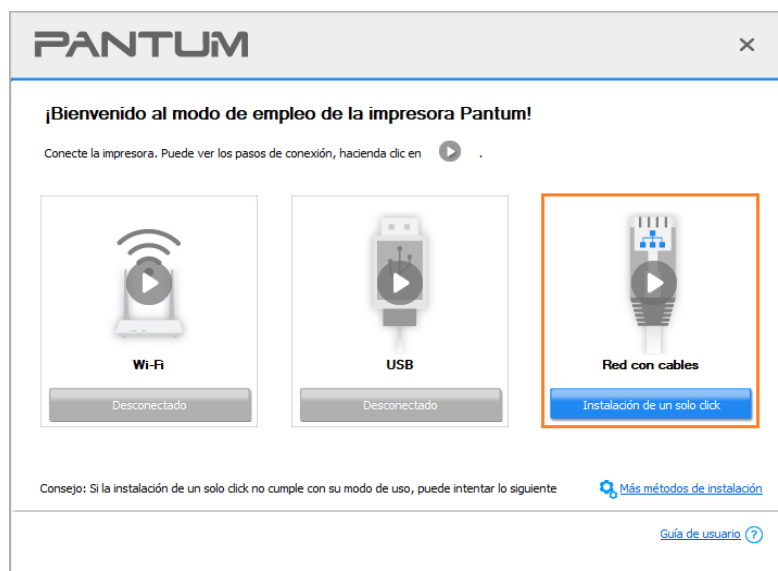 PANTUM
¡Bienvenido al modo de empleo de la impresora Pantum!
Conecte la impresora. Puede ver los pasos de conexión, hacienda clic en .
Wi-Fi
USB
Red con cables
Desconectado
Desconectado
Instalación de un solo click
Consejo: Si la instalación de un solo click no cumple con su modo de uso, puede intentar lo siguiente
Más métodos de instalación
Guía de usuario ?